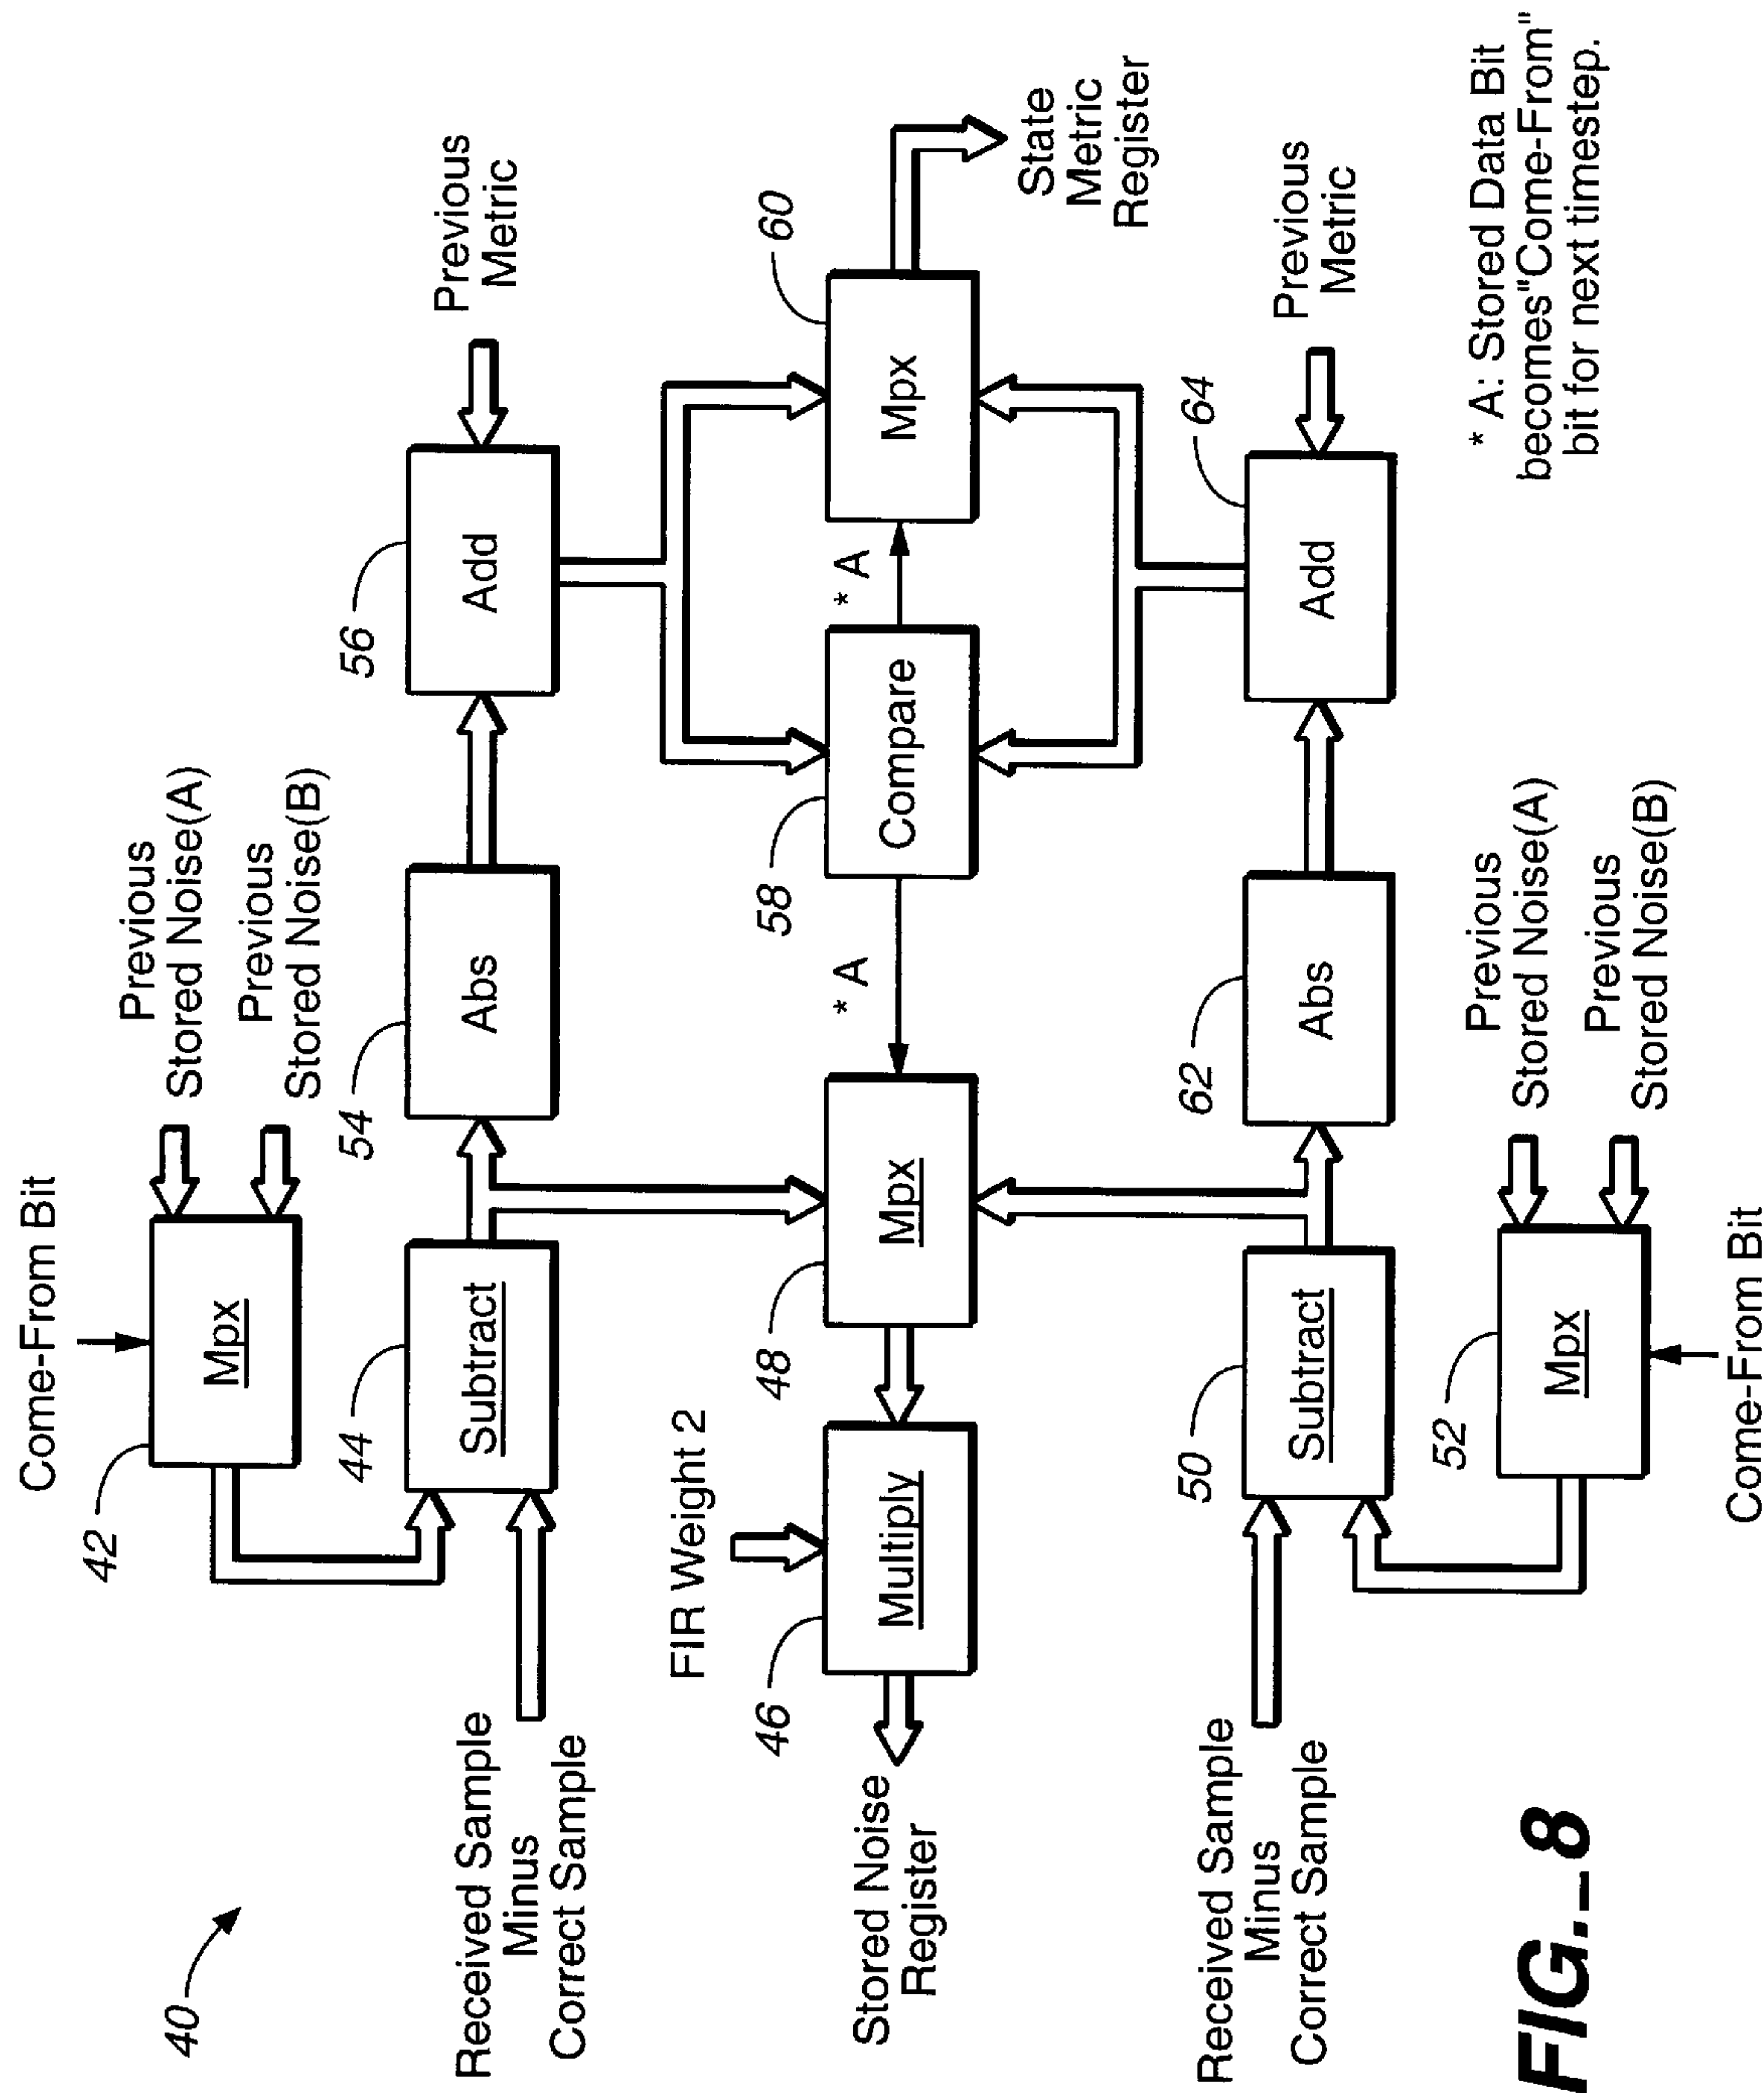 40
Come-From Bit
Previous
Stored Noise(A)
Previous
Stored Noise(B)
42
Mpx
44
Subtract
54
Abs
56
Add
Previous
Metric
Received Sample
Minus
Correct Sample
FIR Weight 2
46
Multiply
48
Mpx
* A
58
Compare
* A
60
Mpx
State
Metric
Register
Stored Noise
Register
Received Sample
Minus
Correct Sample
50
Subtract
62
Abs
64
Add
Previous
Metric
52
Mpx
Previous
Stored Noise(A)
Previous
Stored Noise(B)
Come-From Bit
* A: Stored Data Bit
becomes"Come-From"
bit for next timestep.
FIG._8